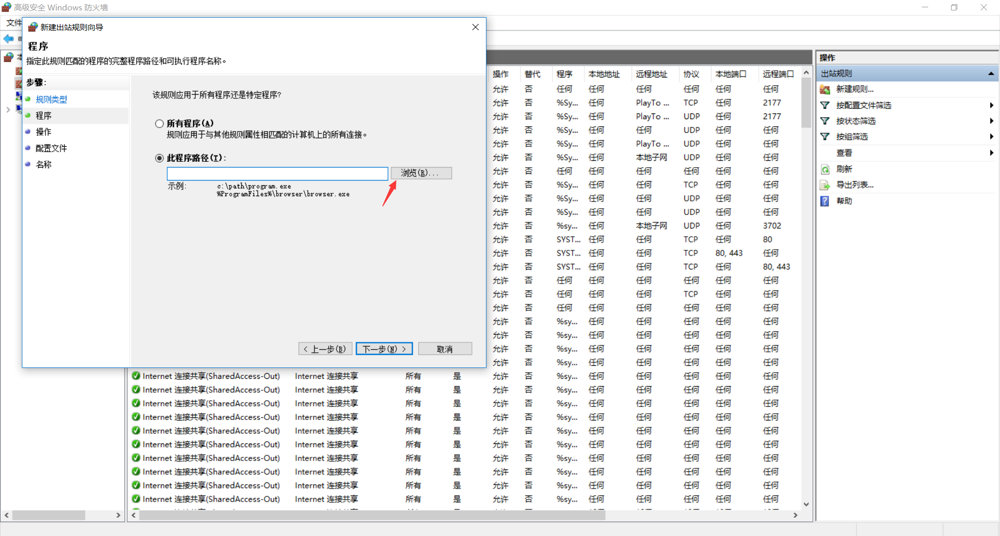 高级安全 Windows 防火墙
文件
新建出站规则向导
程序
指定此规则匹配的程序的完整程序路径和可执行程序名称。
步骤:
规则类型
程序
操作
配置文件
名称
该规则应用于所有程序还是特定程序?
所有程序(A)
规则应用于与其他规则属性相匹配的计算机上的所有连接。
此程序路径(T):
浏览(R)...
示例: c:\path\program.exe
%ProgramFiles%\browser\browser.exe
< 上一步(B) 下一步(N) > 取消
操作 替代 程序 本地地址 远程地址 协议 本地端口 远程端口
允许 否 任何 任何 任何 任何 任何 任何
允许 否 %Sy... 任何 PlayTo ... TCP 任何 2177
允许 否 %Sy... 任何 PlayTo ... UDP 任何 2177
允许 否 %Sy... 任何 任何 UDP 任何 任何
允许 否 %Sy... 任何 PlayTo ... UDP 任何 任何
允许 否 %Sy... 任何 本地子网 UDP 任何 任何
允许 否 任何 任何 任何 任何 任何 任何
允许 否 %Sy... 任何 任何 TCP 任何 任何
允许 否 %Sy... 任何 任何 UDP 任何 任何
允许 否 %Sy... 任何 任何 UDP 任何 任何
允许 否 %sy... 任何 本地子网 UDP 任何 3702
允许 否 SYST... 任何 任何 TCP 任何 80
允许 否 SYST... 任何 任何 TCP 80, 443 任何
允许 否 SYST... 任何 任何 TCP 任何 80, 443
允许 否 任何 任何 任何 任何 任何 任何
允许 否 任何 任何 任何 TCP 任何 任何
允许 否 任何 任何 任何 任何 任何 任何
允许 否 %sy... 任何 任何 任何 任何 任何
允许 否 %sy... 任何 任何 任何 任何 任何
允许 否 %sy... 任何 任何 任何 任何 任何
允许 否 %sy... 任何 任何 任何 任何 任何
Internet 连接共享(SharedAccess-Out) Internet 连接共享 所有 是 允许 否 %sy... 任何 任何 任何 任何 任何
Internet 连接共享(SharedAccess-Out) Internet 连接共享 所有 是 允许 否 %sy... 任何 任何 任何 任何 任何
Internet 连接共享(SharedAccess-Out) Internet 连接共享 所有 是 允许 否 %sy... 任何 任何 任何 任何 任何
Internet 连接共享(SharedAccess-Out) Internet 连接共享 所有 是 允许 否 %sy... 任何 任何 任何 任何 任何
Internet 连接共享(SharedAccess-Out) Internet 连接共享 所有 是 允许 否 %sy... 任何 任何 任何 任何 任何
Internet 连接共享(SharedAccess-Out) Internet 连接共享 所有 是 允许 否 %sy... 任何 任何 任何 任何 任何
Internet 连接共享(SharedAccess-Out) Internet 连接共享 所有 是 允许 否 %sy... 任何 任何 任何 任何 任何
Internet 连接共享(SharedAccess-Out) Internet 连接共享 所有 是 允许 否 %sy... 任何 任何 任何 任何 任何
Internet 连接共享(SharedAccess-Out) Internet 连接共享 所有 是 允许 否 %sy... 任何 任何 任何 任何 任何
Internet 连接共享(SharedAccess-Out) Internet 连接共享 所有 是 允许 否 %sy... 任何 任何 任何 任何 任何
操作
出站规则
新建规则...
按配置文件筛选
按状态筛选
按组筛选
查看
刷新
导出列表...
帮助